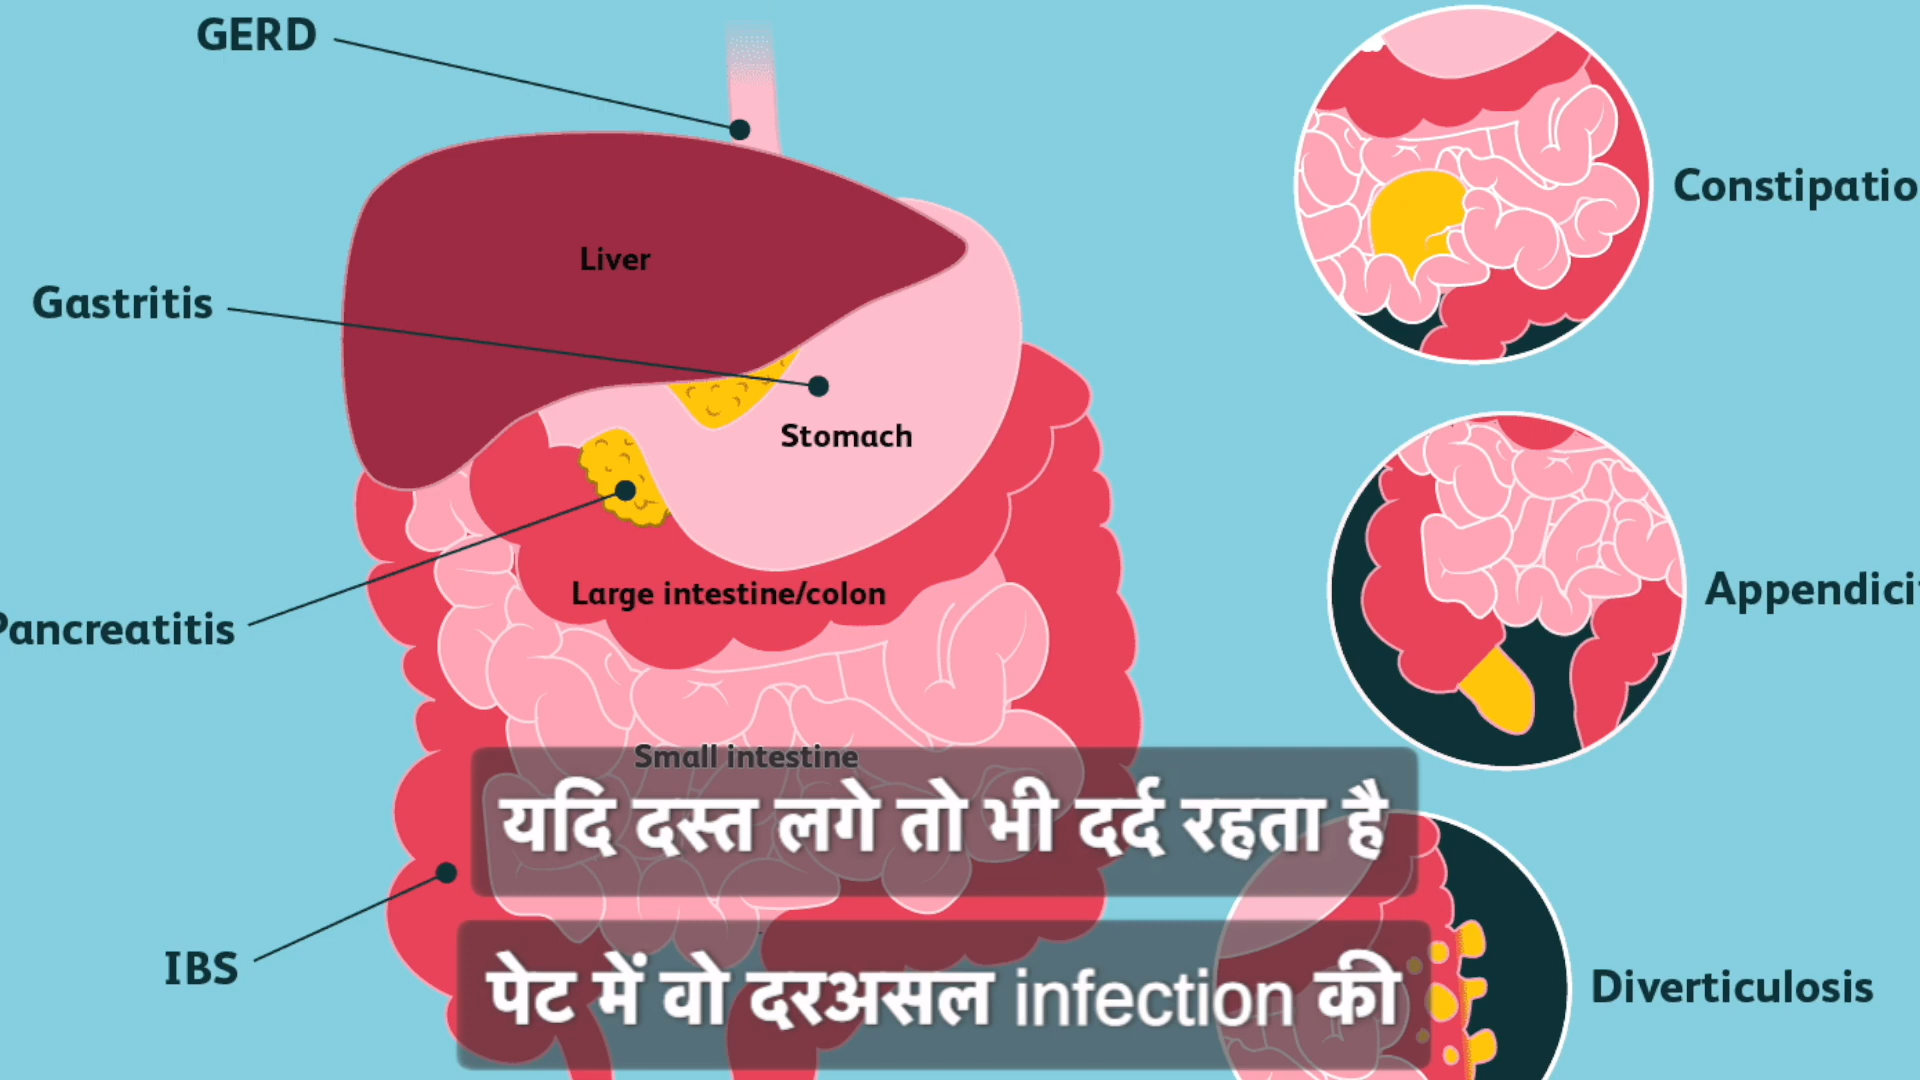 GERD
Liver
Gastritis
Stomach
Pancreatitis
Large intestine/colon
Small intestine
IBS
Constipatio
Appendici
Diverticulosis
यदि दस्त लगे तो भी दर्द रहता है
पेट में वो दरअसल infection की